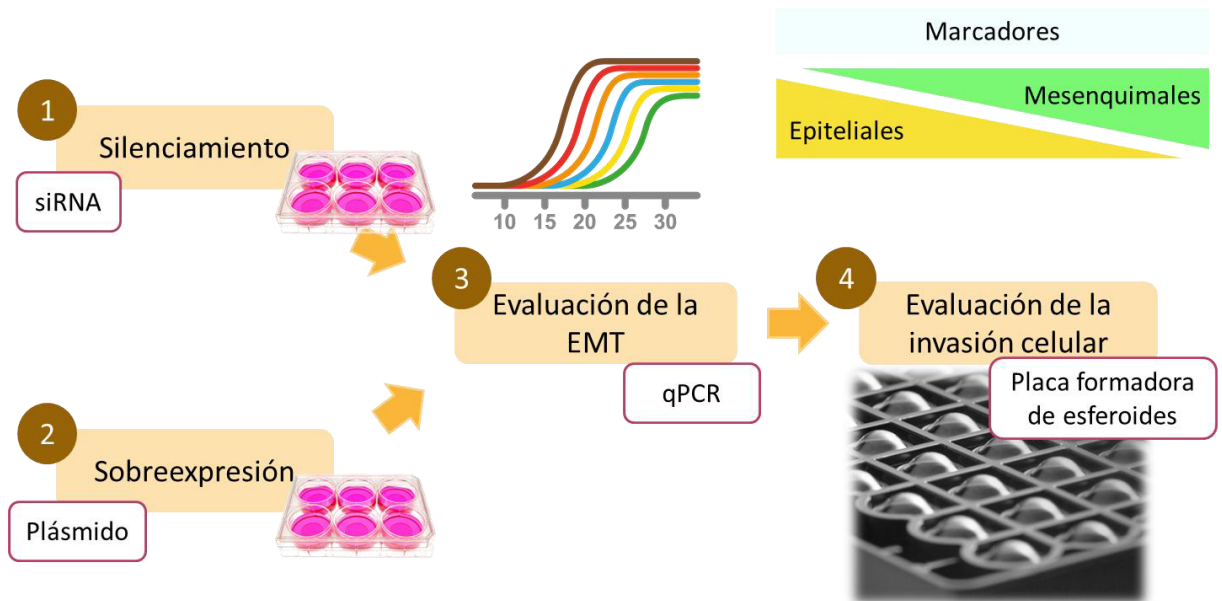 1
Silenciamiento
siRNA
10 15 20 25 30
Marcadores
Mesenquimales
Epiteliales
2
Sobreexpresión
Plásmido
3
Evaluación de la
EMT
qPCR
4
Evaluación de la
invasión celular
Placa formadora
de esferoides